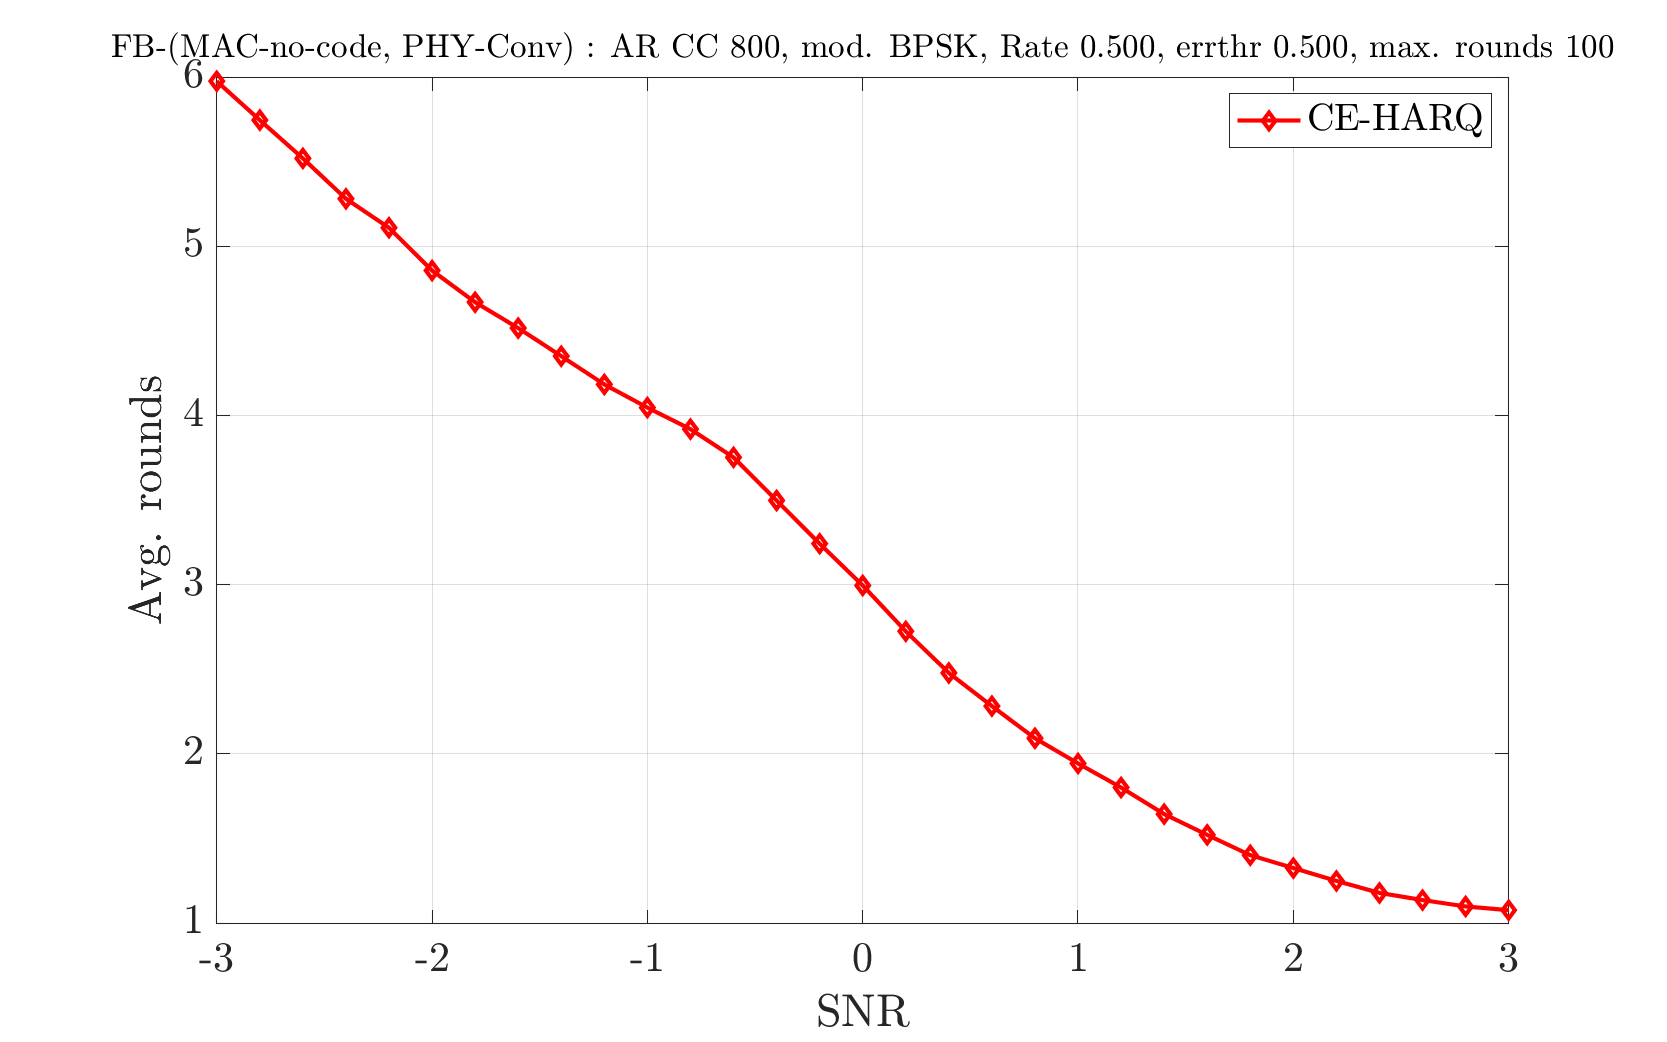 FB-(MAC-no-code, PHY-Conv) : AR CC 800, mod. BPSK, Rate 0.500, errthr 0.500, max. rounds 100
CE-HARQ
6
5
4
3
2
1
Avg. rounds
-3 -2 -1 0 1 2 3
SNR